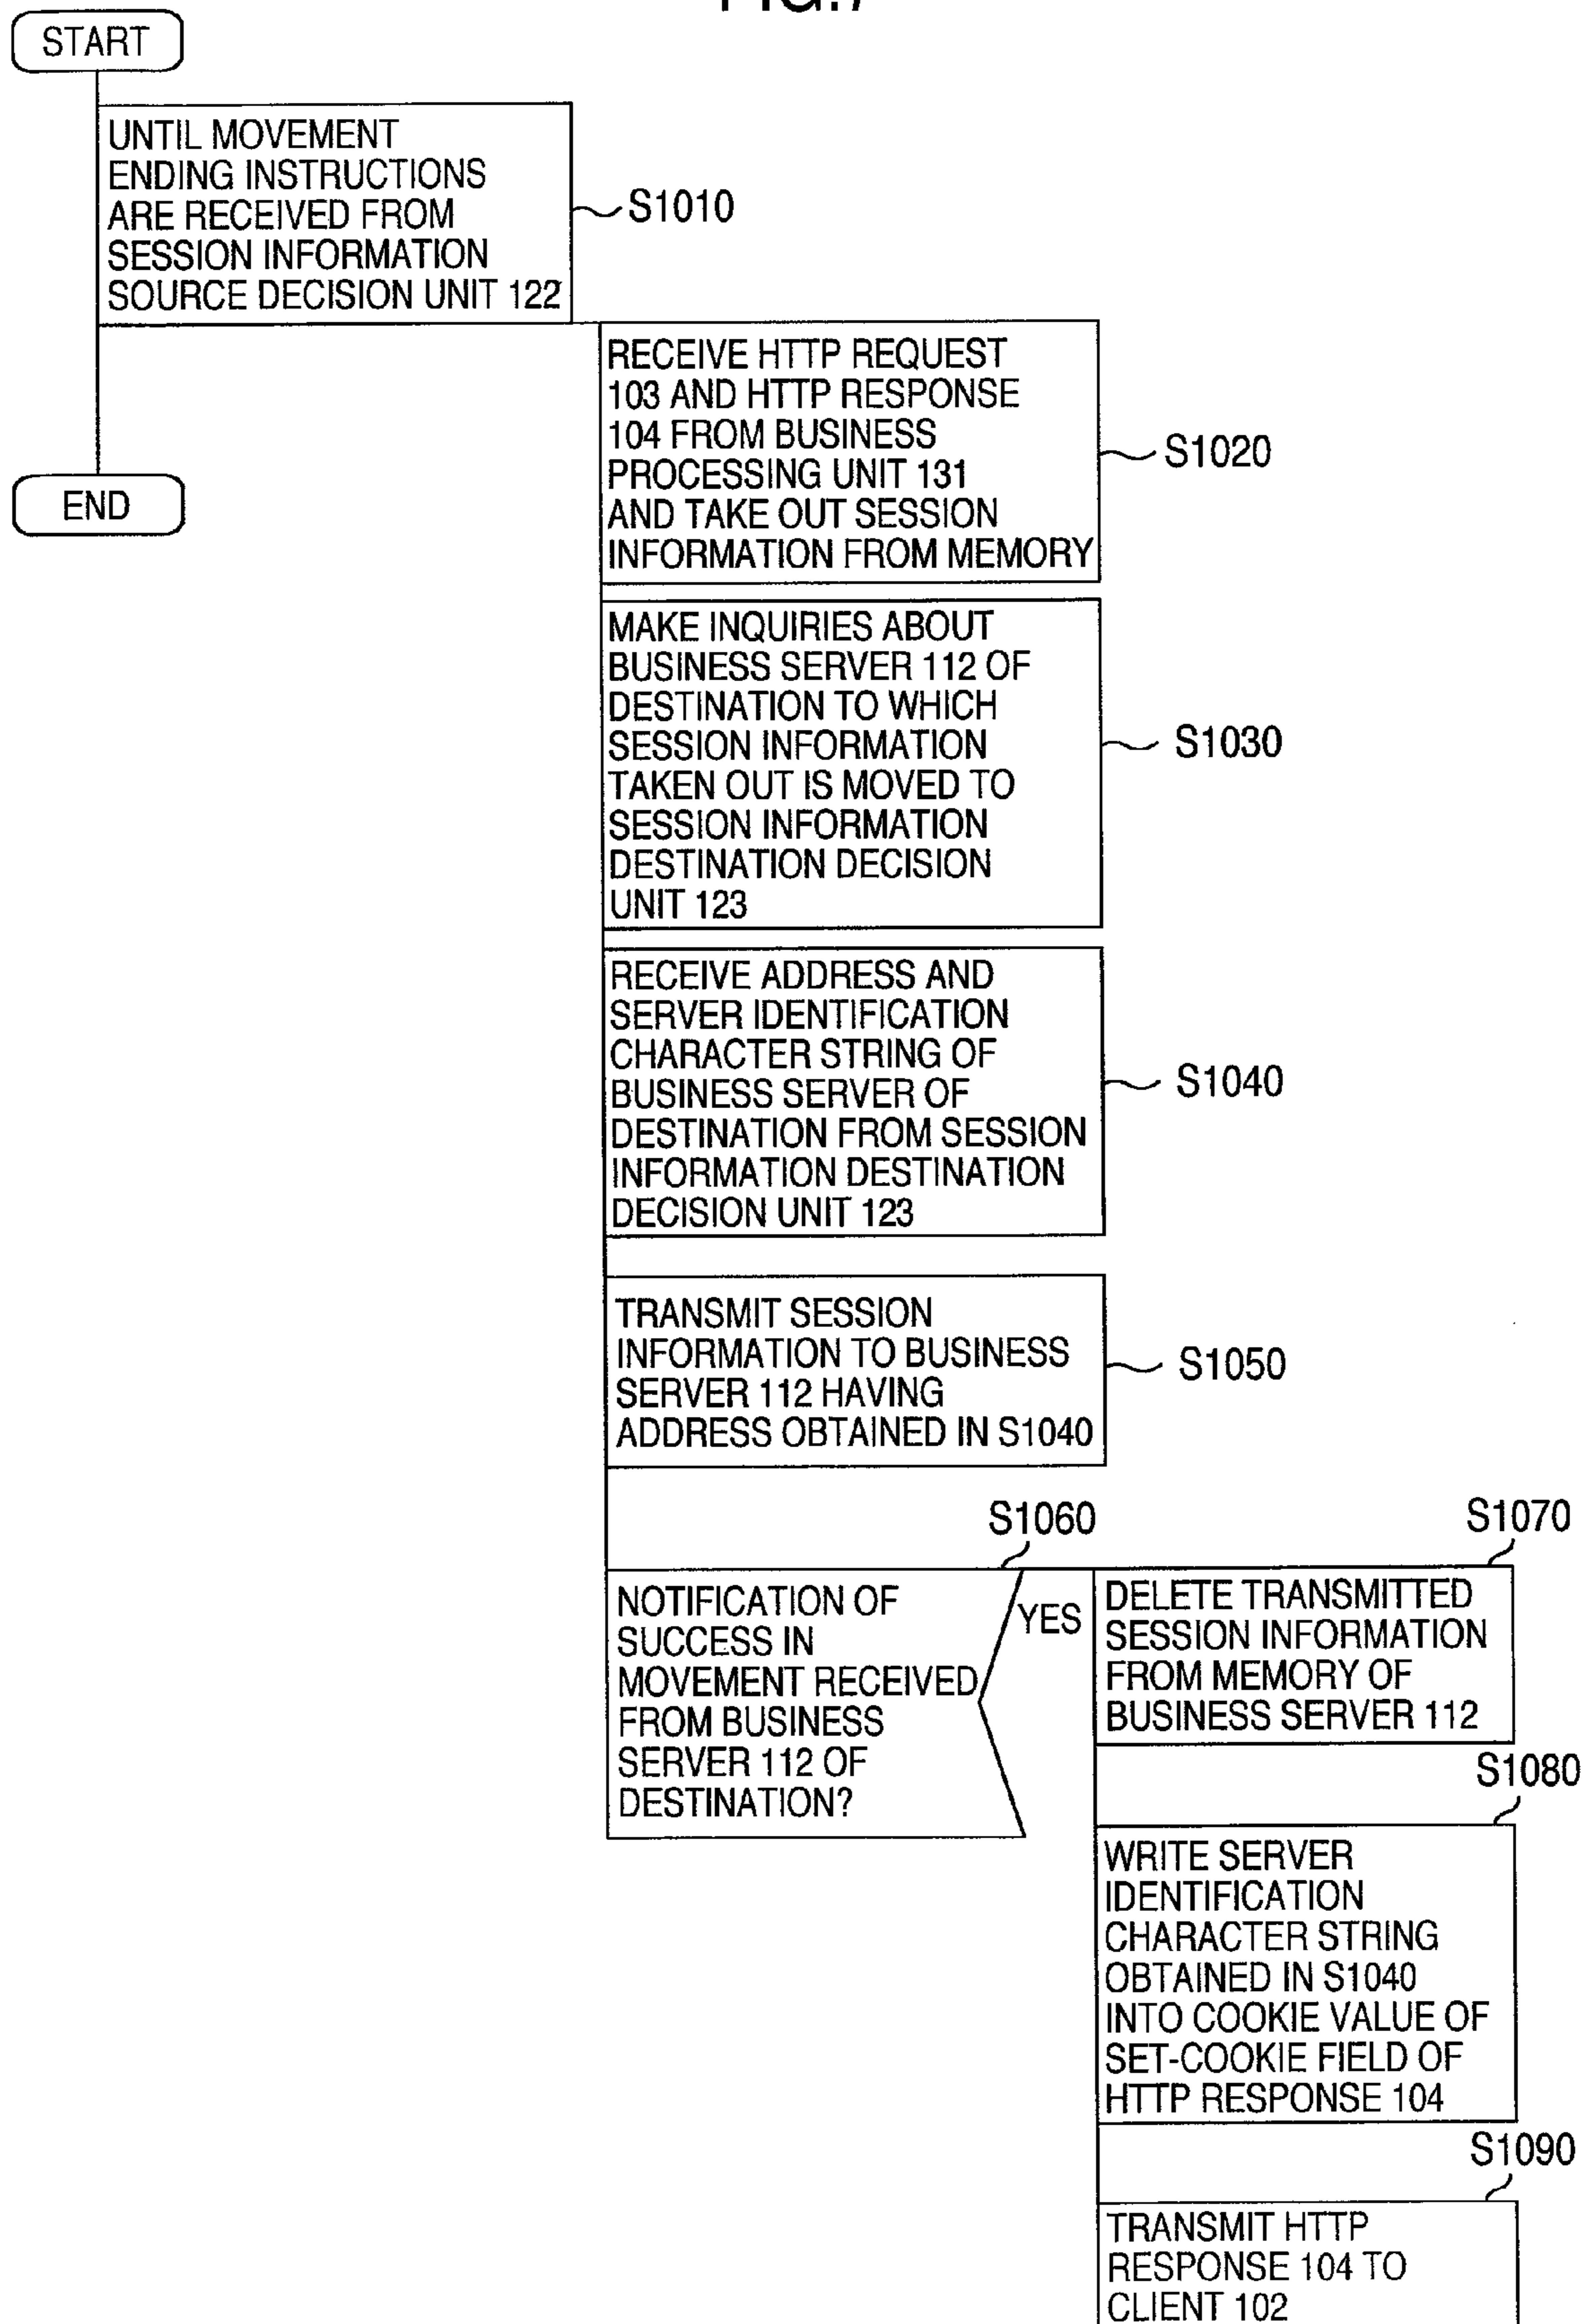 FIG.7
START
UNTIL MOVEMENT
ENDING INSTRUCTIONS
ARE RECEIVED FROM
SESSION INFORMATION
SOURCE DECISION UNIT 122
S1010
RECEIVE HTTP REQUEST
103 AND HTTP RESPONSE
104 FROM BUSINESS
PROCESSING UNIT 131
AND TAKE OUT SESSION
INFORMATION FROM MEMORY
S1020
END
MAKE INQUIRIES ABOUT
BUSINESS SERVER 112 OF
DESTINATION TO WHICH
SESSION INFORMATION
TAKEN OUT IS MOVED TO
SESSION INFORMATION
DESTINATION DECISION
UNIT 123
S1030
RECEIVE ADDRESS AND
SERVER IDENTIFICATION
CHARACTER STRING OF
BUSINESS SERVER OF
DESTINATION FROM SESSION
INFORMATION DESTINATION
DECISION UNIT 123
S1040
TRANSMIT SESSION
INFORMATION TO BUSINESS
SERVER 112 HAVING
ADDRESS OBTAINED IN S1040
S1050
S1060
NOTIFICATION OF
SUCCESS IN
MOVEMENT RECEIVED
FROM BUSINESS
SERVER 112 OF
DESTINATION?
YES
S1070
DELETE TRANSMITTED
SESSION INFORMATION
FROM MEMORY OF
BUSINESS SERVER 112
S1080
WRITE SERVER
IDENTIFICATION
CHARACTER STRING
OBTAINED IN S1040
INTO COOKIE VALUE OF
SET-COOKIE FIELD OF
HTTP RESPONSE 104
S1090
TRANSMIT HTTP
RESPONSE 104 TO
CLIENT 102